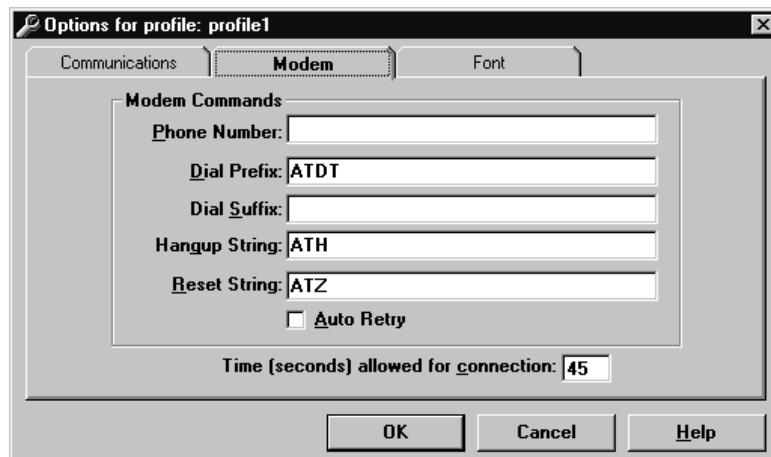 Options for profile: profile1
Communications Modem Font
Modem Commands
Phone Number:
Dial Prefix: ATDT
Dial Suffix:
Hangup String: ATH
Reset String: ATZ
Auto Retry
Time (seconds) allowed for connection: 45
OK Cancel Help